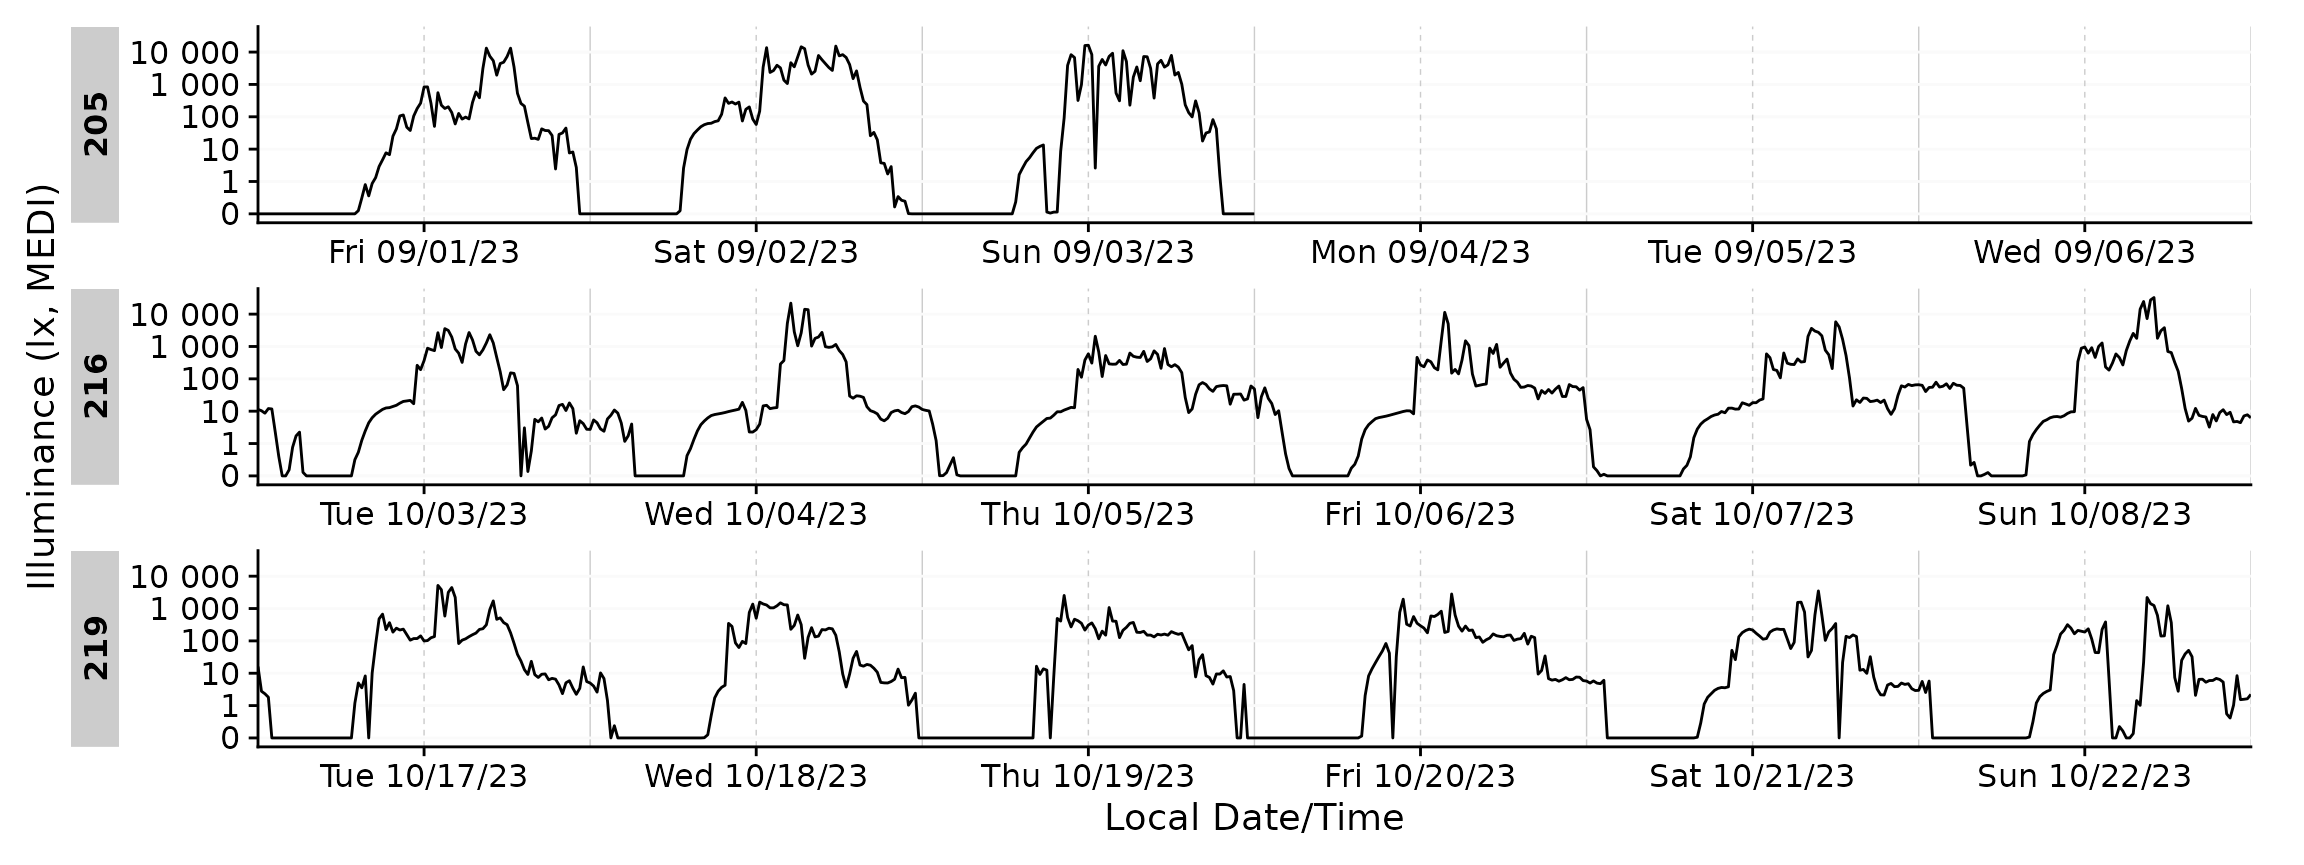 Illuminance (lx, MEDI)
205
10 000
1 000
100
10
1
0
Fri 09/01/23
Sat 09/02/23
Sun 09/03/23
Mon 09/04/23
Tue 09/05/23
Wed 09/06/23
216
10 000
1 000
100
10
1
0
Tue 10/03/23
Wed 10/04/23
Thu 10/05/23
Fri 10/06/23
Sat 10/07/23
Sun 10/08/23
219
10 000
1 000
100
10
1
0
Tue 10/17/23
Wed 10/18/23
Thu 10/19/23
Fri 10/20/23
Sat 10/21/23
Sun 10/22/23
Local Date/Time